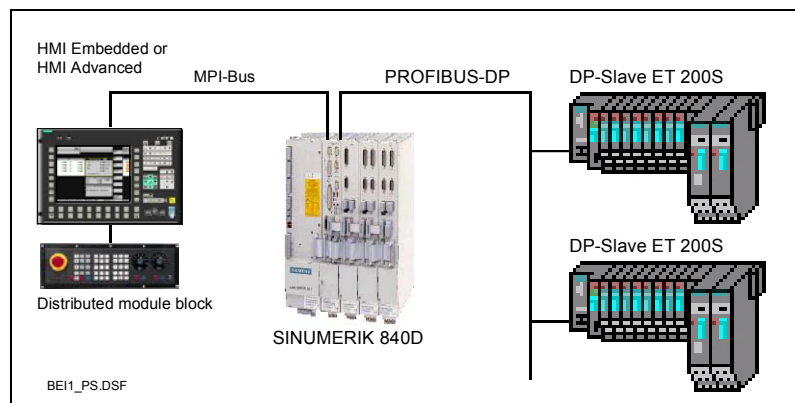 HMI Embedded or
HMI Advanced
MPI-Bus
PROFIBUS-DP
DP-Slave ET 200S
DP-Slave ET 200S
Distributed module block
SIEMENS
SINUMERIK 840D
BEI1_PS.DSF